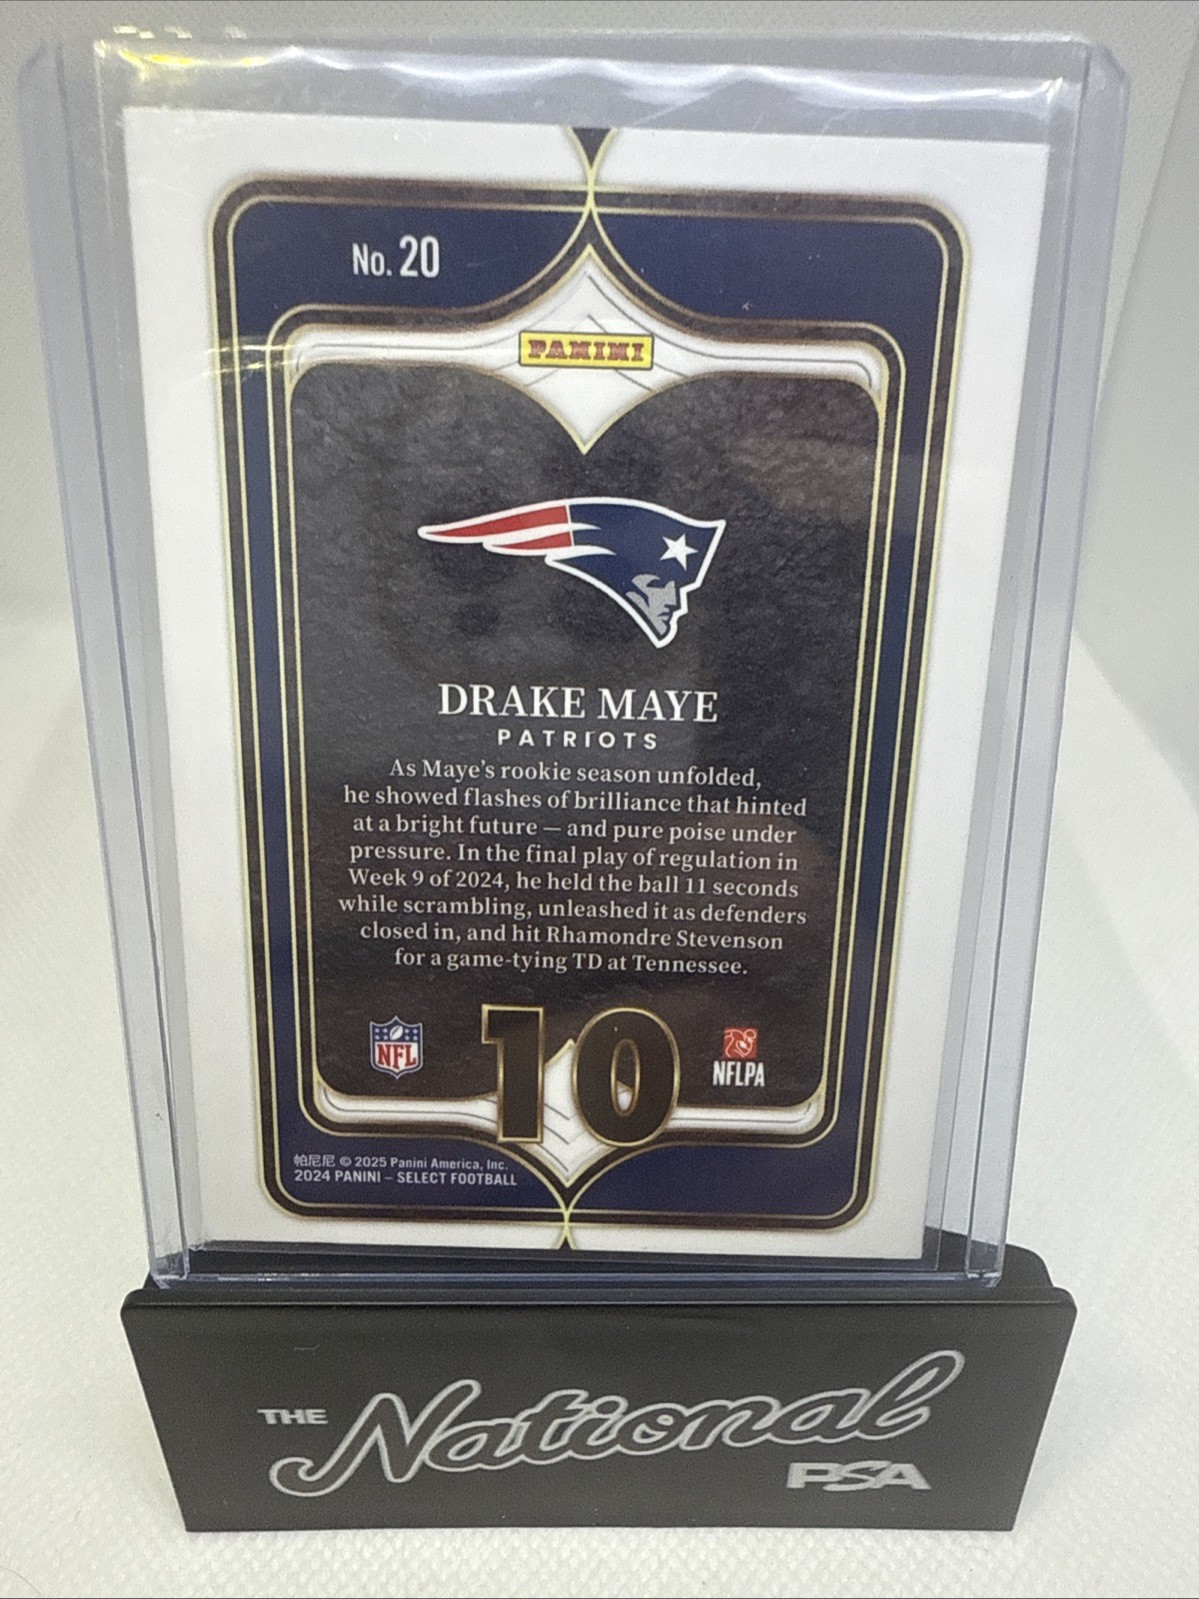 No. 20
PANINI
DRAKE MAYE
PATRIOTS
As Maye's rookie season unfolded,
he showed flashes of brilliance that hinted
at a bright future — and pure poise under
pressure. In the final play of regulation in
Week 9 of 2024, he held the ball 11 seconds
while scrambling, unleashed it as defenders
closed in, and hit Rhamondre Stevenson
for a game-tying TD at Tennessee.
NFL
10
NFLPA
帕尼尼 © 2025 Panini America, Inc.
2024 PANINI – SELECT FOOTBALL
THE National
PSA